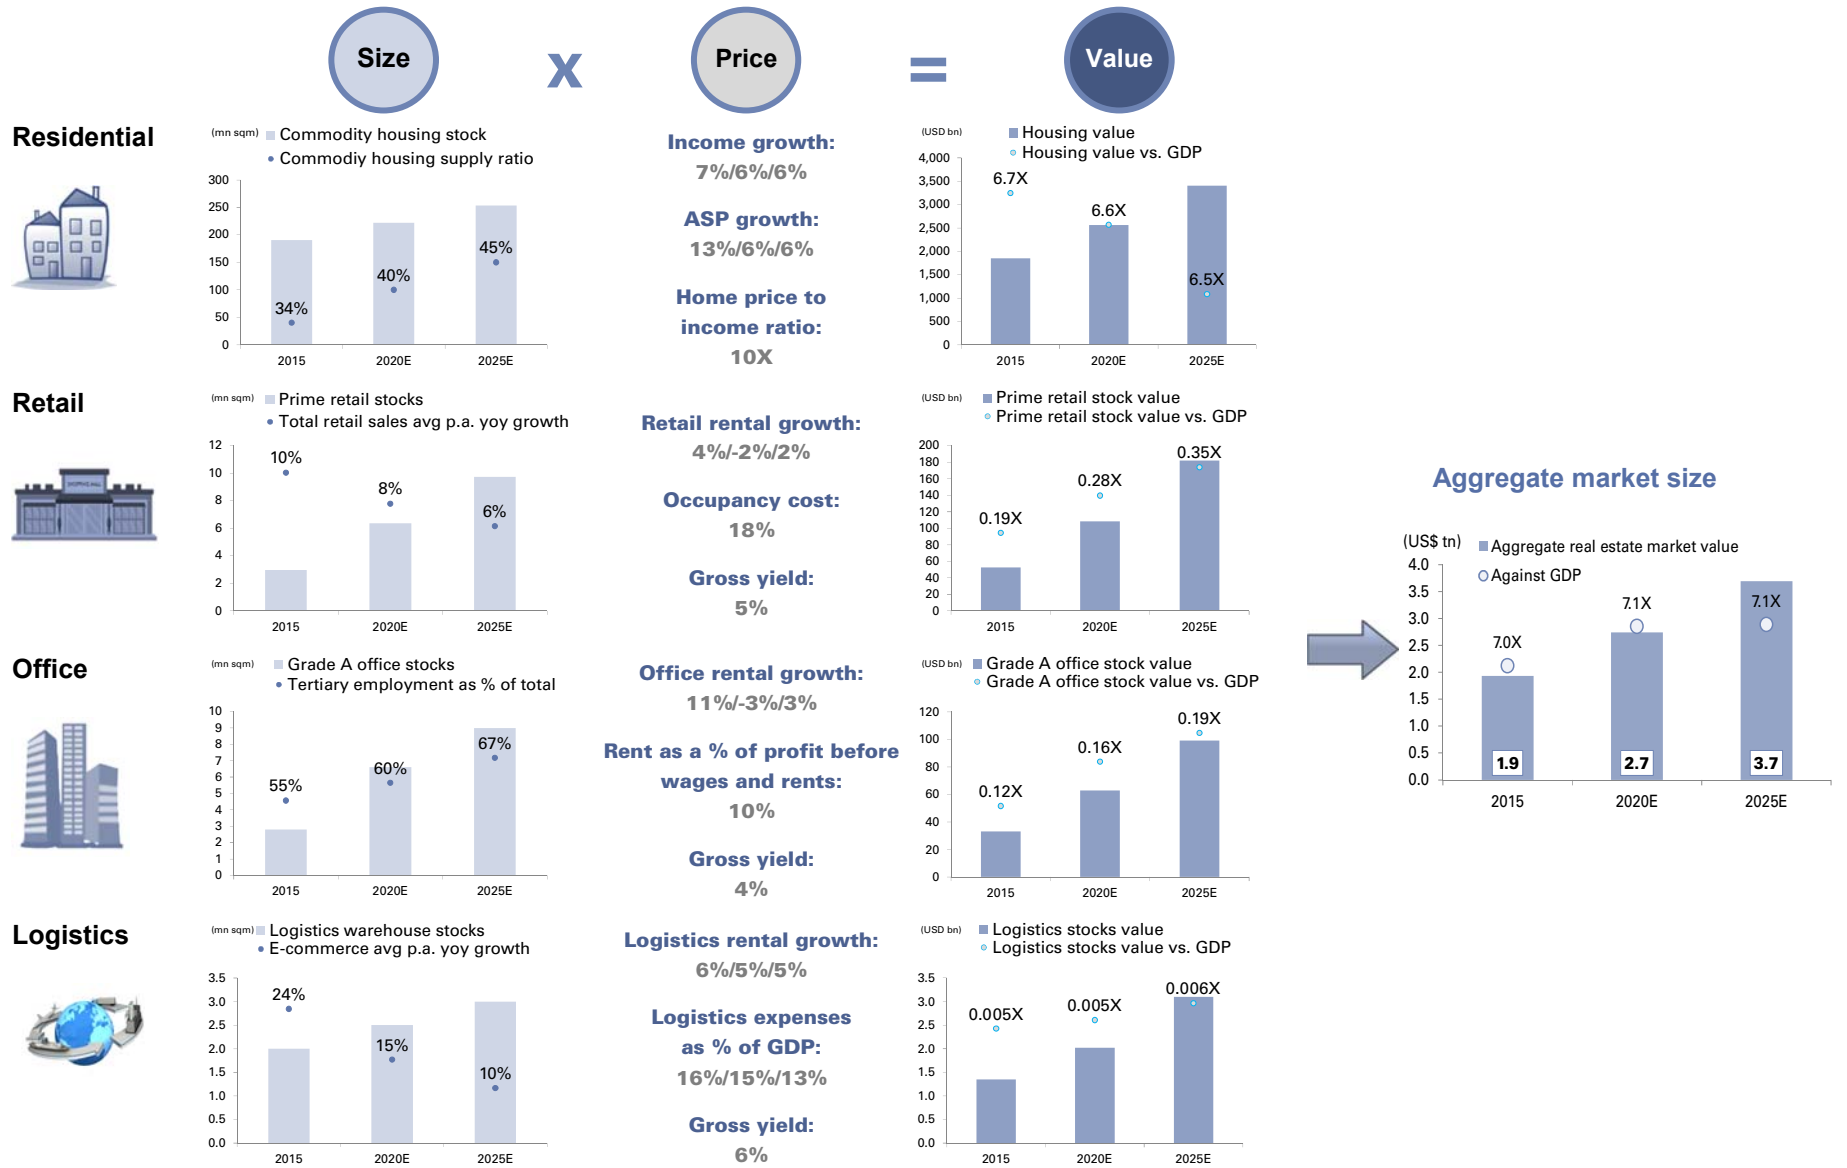 Size
x
Price
=
Value
Residential
(mn sqm)
Commodity housing stock
Commodiy housing supply ratio
300
250
200
150
100
50
0
34%
40%
45%
2015
2020E
2025E
Income growth:
7%/6%/6%
ASP growth:
13%/6%/6%
Home price to
income ratio:
10X
(USD bn)
Housing value
Housing value vs. GDP
4,000
3,500
3,000
2,500
2,000
1,500
1,000
500
0
6.7X
6.6X
6.5X
2015
2020E
2025E
Retail
SHOPPING MALL
(mn sqm)
Prime retail stocks
Total retail sales avg p.a. yoy growth
12
10
8
6
4
2
0
10%
8%
6%
2015
2020E
2025E
Retail rental growth:
4%/-2%/2%
Occupancy cost:
18%
Gross yield:
5%
(USD bn)
Prime retail stock value
Prime retail stock value vs. GDP
200
180
160
140
120
100
80
60
40
20
0
0.19X
0.28X
0.35X
2015
2020E
2025E
Office
(mn sqm)
Grade A office stocks
Tertiary employment as % of total
10
9
8
7
6
5
4
3
2
1
0
55%
60%
67%
2015
2020E
2025E
Office rental growth:
11%/-3%/3%
Rent as a % of profit before
wages and rents:
10%
Gross yield:
4%
(USD bn)
Grade A office stock value
Grade A office stock value vs. GDP
120
100
80
60
40
20
0
0.12X
0.16X
0.19X
2015
2020E
2025E
Logistics
(mn sqm)
Logistics warehouse stocks
E-commerce avg p.a. yoy growth
3.5
3.0
2.5
2.0
1.5
1.0
0.5
0.0
24%
15%
10%
2015
2020E
2025E
Logistics rental growth:
6%/5%/5%
Logistics expenses
as % of GDP:
16%/15%/13%
Gross yield:
6%
(USD bn)
Logistics stocks value
Logistics stocks value vs. GDP
3.5
3.0
2.5
2.0
1.5
1.0
0.5
0.0
0.005X
0.005X
0.006X
2015
2020E
2025E
Aggregate market size
(US$ tn)
Aggregate real estate market value
Against GDP
4.0
3.5
3.0
2.5
2.0
1.5
1.0
0.5
0.0
7.0X
7.1X
7.1X
1.9
2.7
3.7
2015
2020E
2025E